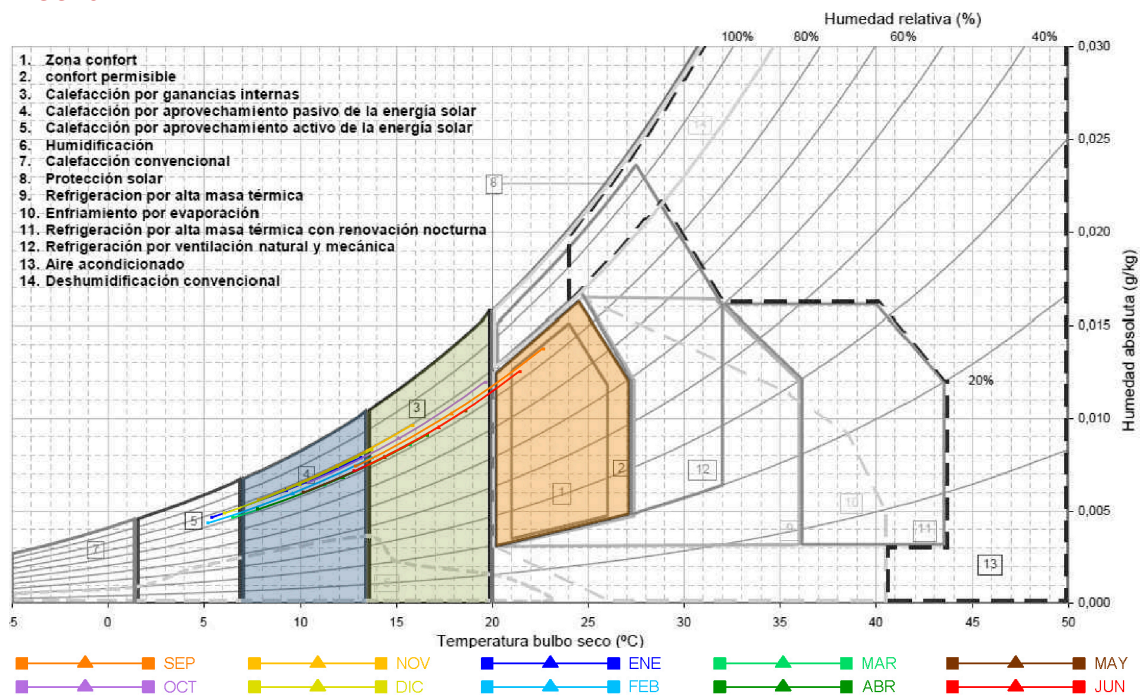 Humedad relativa (%)
100% 80% 60% 40%
1. Zona confort
2. confort permisible
3. Calefacción por ganancias internas
4. Calefacción por aprovechamiento pasivo de la energía solar
5. Calefacción por aprovechamiento activo de la energía solar
6. Humidificación
7. Calefacción convencional
8. Protección solar
9. Refrigeracion por alta masa térmica
10. Enfriamiento por evaporación
11. Refrigeración por alta masa térmica con renovación nocturna
12. Refrigeración por ventilación natural y mecánica
13. Aire acondicionado
14. Deshumidificación convencional
0,030
0,025
0,020
0,015
0,010
0,005
0,000
Humedad absoluta (g/kg)
20%
14
8
3
4
5
7
2
1
12
9
10
11
13
5 0 5 10 15 20 25 30 35 40 45 50
Temperatura bulbo seco (ºC)
SEP NOV ENE MAR MAY
OCT DIC FEB ABR JUN